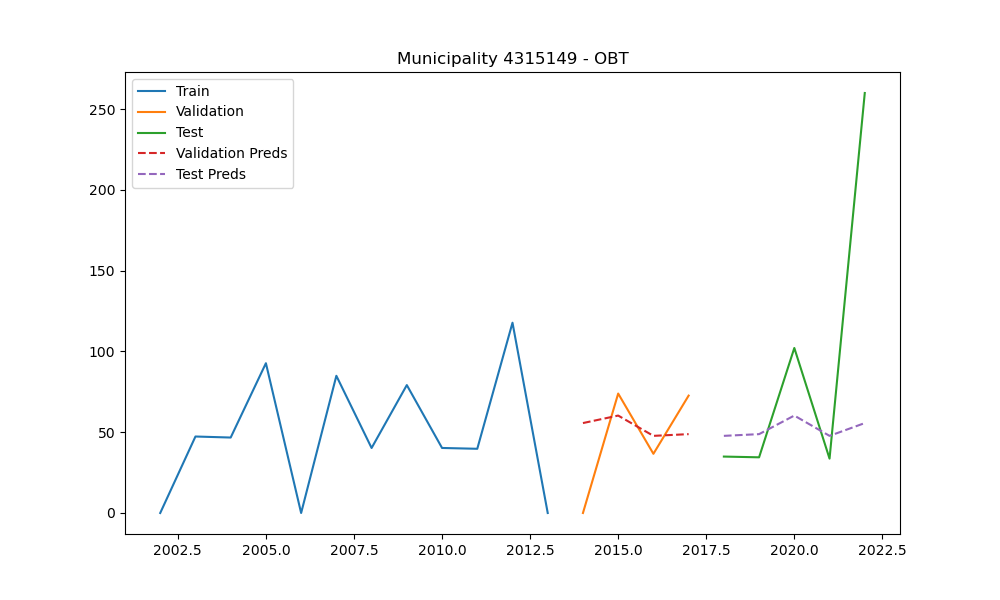 Municipality 4315149 - OBT
Train
Validation
Test
Validation Preds
Test Preds
250
200
150
100
50
0
2002.5 2005.0 2007.5 2010.0 2012.5 2015.0 2017.5 2020.0 2022.5